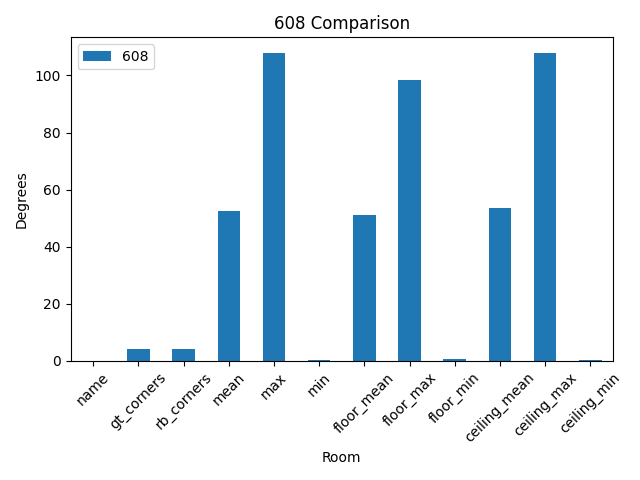 608 Comparison
608
Degrees
100
80
60
40
20
0
name
gt_corners
rb_corners
mean
max
min
floor_mean
floor_max
floor_min
ceiling_mean
ceiling_max
ceiling_min
Room